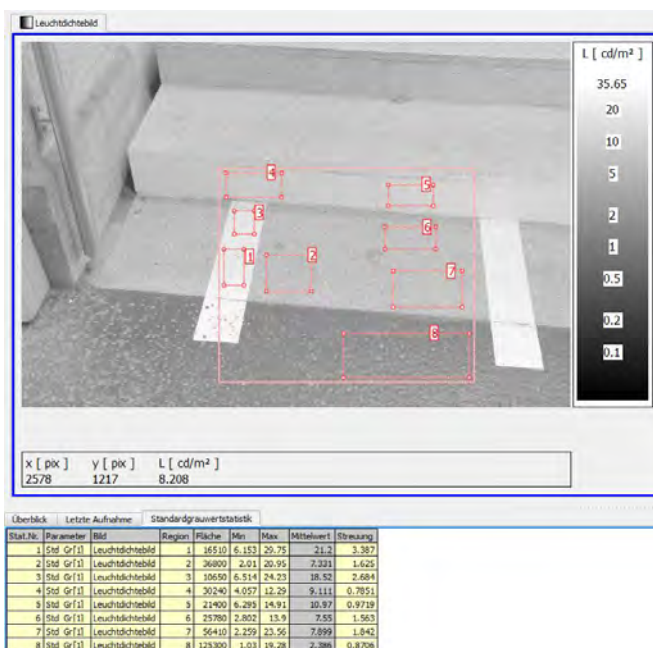 Leuchtdichtebild
L [ cd/m² ]
35.65
20
10
5
2
1
0.5
0.2
0.1
4
5
3
6
1
2
7
8
x [ pix ] y [ pix ] L [ cd/m² ]
2578 1217 8.208
Überblick Letzte Aufnahme Standardgrauwertstatistik
Stat.Nr. Parameter Bild Region Fläche Min Max Mittelwert Streuung
1 Std Gr[1] Leuchtdichtebild 1 16510 6.153 29.75 21.2 3.387
2 Std Gr[1] Leuchtdichtebild 2 36800 2.01 20.95 7.331 1.625
3 Std Gr[1] Leuchtdichtebild 3 10650 6.514 24.23 18.52 2.684
4 Std Gr[1] Leuchtdichtebild 4 30240 4.057 12.29 9.111 0.7851
5 Std Gr[1] Leuchtdichtebild 5 21400 6.295 14.91 10.97 0.9719
6 Std Gr[1] Leuchtdichtebild 6 25780 2.802 13.9 7.55 1.563
7 Std Gr[1] Leuchtdichtebild 7 56410 2.259 23.56 7.899 1.842
8 Std Gr[1] Leuchtdichtebild 8 125300 1.03 19.28 2.386 0.8706